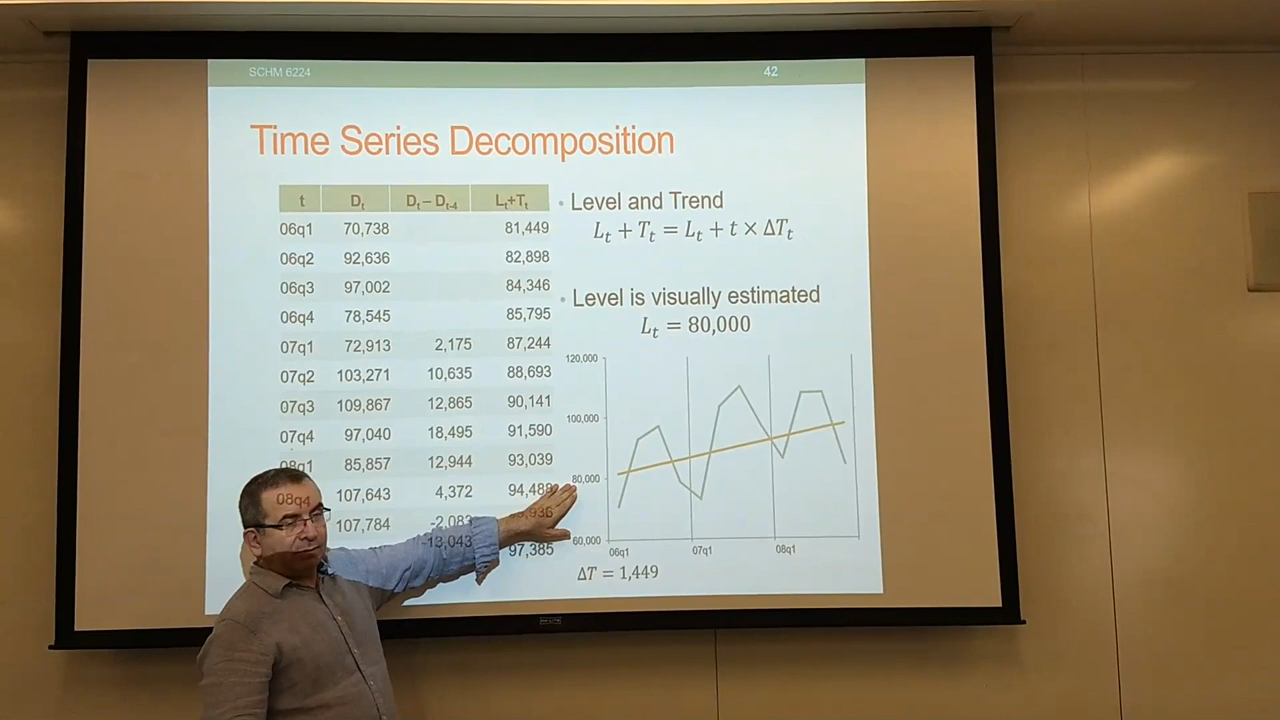 SCHM 6224 42
Time Series Decomposition
t Dₜ Dₜ – Dₜ₋₄ Lₜ+Tₜ
06q1 70,738 81,449
06q2 92,636 82,898
06q3 97,002 84,346
06q4 78,545 85,795
07q1 72,913 2,175 87,244
07q2 103,271 10,635 88,693
07q3 109,867 12,865 90,141
07q4 97,040 18,495 91,590
08q1 85,857 12,944 93,039
107,643 4,372
107,784 -2,083
08q4 -13,043 97,385
• Level and Trend
Lₜ + Tₜ = Lₜ + t × ΔTₜ
• Level is visually estimated
Lₜ = 80,000
120,000
100,000
80,000
60,000
06q1 07q1 08q1
ΔT = 1,449